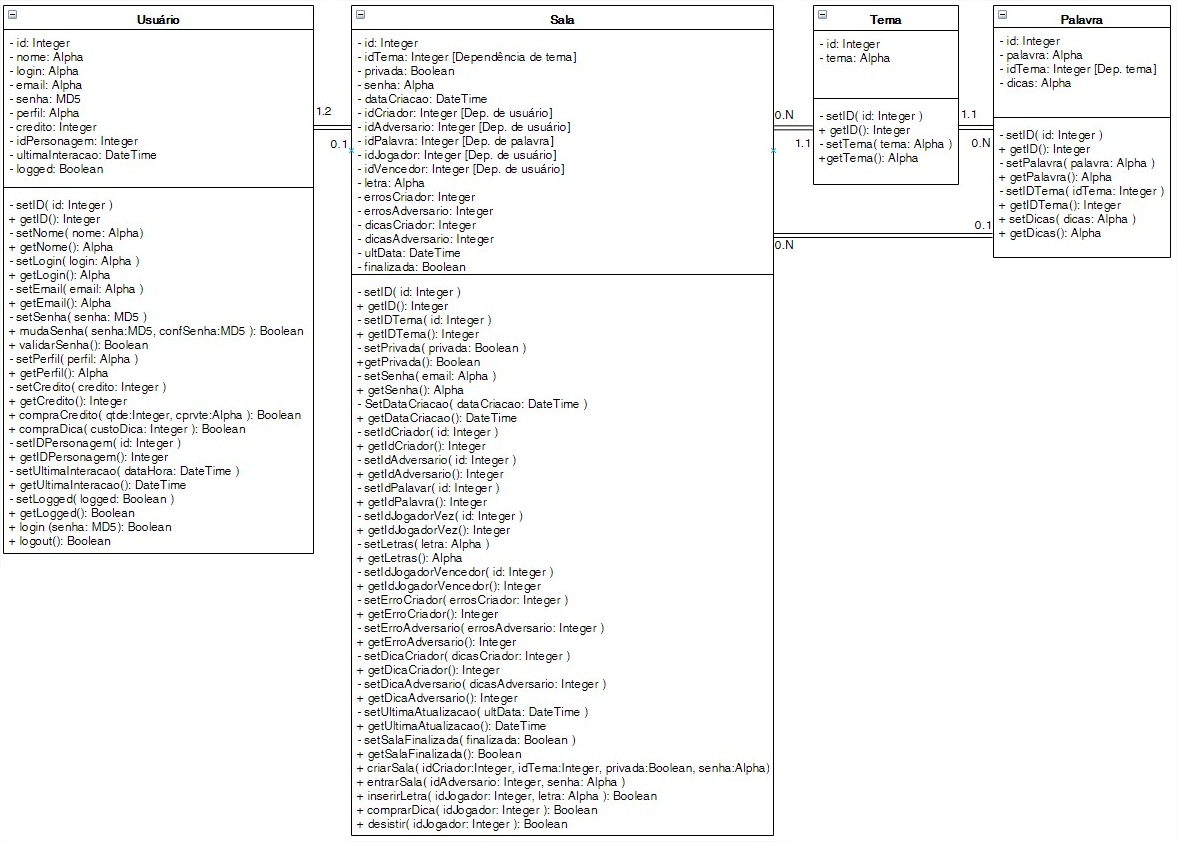 Usuário
- id: Integer
- nome: Alpha
- login: Alpha
- email: Alpha
- senha: MD5
- perfil: Alpha
- credito: Integer
- idPersonagem: Integer
- ultimaInteracao: DateTime
- logged: Boolean
- setID( id: Integer )
+ getID(): Integer
- setNome( nome: Alpha)
+ getNome(): Alpha
- setLogin( login: Alpha )
+ getLogin(): Alpha
- setEmail( email: Alpha )
+ getEmail(): Alpha
- setSenha( senha: MD5 )
+ mudaSenha( senha:MD5, confSenha:MD5 ): Boolean
+ validarSenha(): Boolean
- setPerfil( perfil: Alpha )
+ getPerfil(): Alpha
- setCredito( credito: Integer )
+ getCredito(): Integer
+ compraCredito( qtde:Integer, cprvte:Alpha ): Boolean
+ compraDica( custoDica: Integer ): Boolean
- setIDPersonagem( id: Integer )
+ getIDPersonagem(): Integer
- setUltimaInteracao( dataHora: DateTime )
+ getUltimaInteracao(): DateTime
- setLogged( logged: Boolean )
+ getLogged(): Boolean
+ login (senha: MD5): Boolean
+ logout(): Boolean
1.2
0.1
Sala
- id: Integer
- idTema: Integer [Dependência de tema]
- privada: Boolean
- senha: Alpha
- dataCriacao: DateTime
- idCriador: Integer [Dep. de usuário]
- idAdversario: Integer [Dep. de usuário]
- idPalavra: Integer [Dep. de palavra]
- idJogador: Integer [Dep. de usuário]
- idVencedor: Integer [Dep. de usuário]
- letra: Alpha
- errosCriador: Integer
- errosAdversario: Integer
- dicasCriador: Integer
- dicasAdversario: Integer
- ultData: DateTime
- finalizada: Boolean
- setID( id: Integer )
+ getID(): Integer
- setIDTema( id: Integer )
+ getIDTema(): Integer
- setPrivada( privada: Boolean )
+getPrivada(): Boolean
- setSenha( email: Alpha )
+ getSenha(): Alpha
- SetDataCriacao( dataCriacao: DateTime )
+ getDataCriacao(): DateTime
- setIdCriador( id: Integer )
+ getIdCriador(): Integer
- setIdAdversario( id: Integer )
+ getIdAdversario(): Integer
- setIdPalavar( id: Integer )
+ getIdPalavra(): Integer
- setIdJogadorVez( id: Integer )
+ getIdJogadorVez(): Integer
- setLetras( letra: Alpha )
+ getLetras(): Alpha
- setIdJogadorVencedor( id: Integer )
+ getIdJogadorVencedor(): Integer
- setErroCriador( errosCriador: Integer )
+ getErroCriador(): Integer
- setErroAdversario( errosAdversario: Integer )
+ getErroAdversario(): Integer
- setDicaCriador( dicasCriador: Integer )
+ getDicaCriador(): Integer
- setDicaAdversario( dicasAdversario: Integer )
+ getDicaAdversario(): Integer
- setUltimaAtualizacao( ultData: DateTime )
+ getUltimaAtualizacao(): DateTime
- setSalaFinalizada( finalizada: Boolean )
+ getSalaFinalizada(): Boolean
+ criarSala( idCriador:Integer, idTema:Integer, privada:Boolean, senha:Alpha)
+ entrarSala( idAdversario: Integer, senha: Alpha )
+ inserirLetra( idJogador: Integer, letra: Alpha ): Boolean
+ comprarDica( idJogador: Integer ): Boolean
+ desistir( idJogador: Integer ): Boolean
0.N
1.1
Tema
- id: Integer
- tema: Alpha
- setID( id: Integer )
+ getID(): Integer
- setTema( tema: Alpha )
+getTema(): Alpha
1.1
0.N
0.1
0.N
Palavra
- id: Integer
- palavra: Alpha
- idTema: Integer [Dep. tema]
- dicas: Alpha
- setID( id: Integer )
+ getID(): Integer
- setPalavra( palavra: Alpha )
+ getPalavra(): Alpha
- setIDTema( idTema: Integer )
+ getIDTema(): Integer
+ setDicas( dicas: Alpha )
+ getDicas(): Alpha